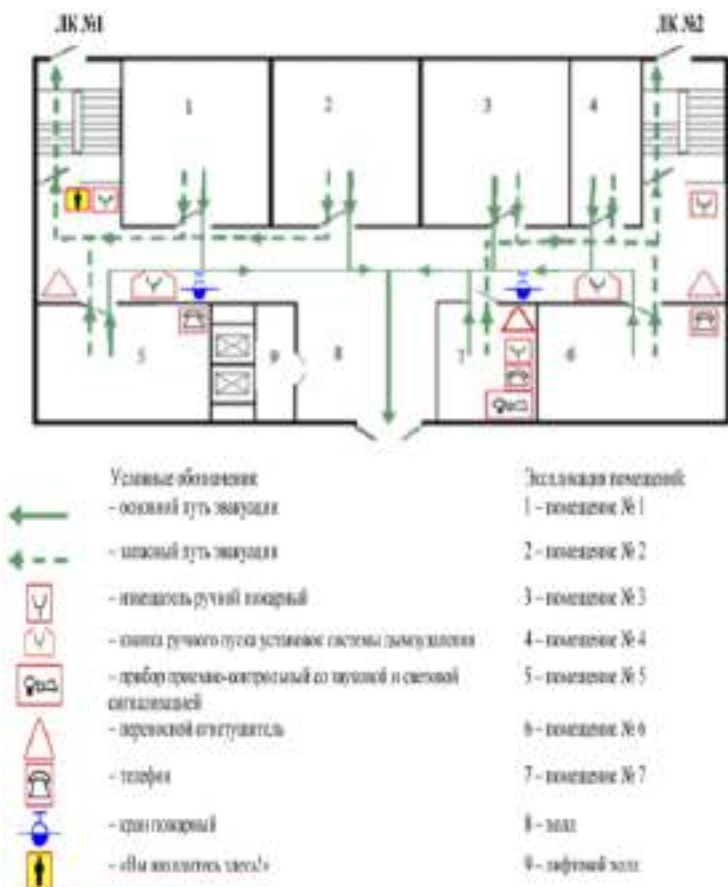 ЛК №1
ЛК №2
1
2
3
4
5
9
8
7
6
Условные обозначения
– основной путь эвакуации
– запасный путь эвакуации
– извещатель ручной пожарный
– кнопка ручного пуска установок системы дымоудаления
– прибор приемно-контрольный со звуковой и световой
сигнализацией
– переносной огнетушитель
– телефон
– кран пожарный
– «Вы находитесь здесь!»
Экспликация помещений:
1 – помещение № 1
2 – помещение № 2
3 – помещение № 3
4 – помещение № 4
5 – помещение № 5
6 – помещение № 6
7 – помещение № 7
8 – холл
9 – лифтовой холл